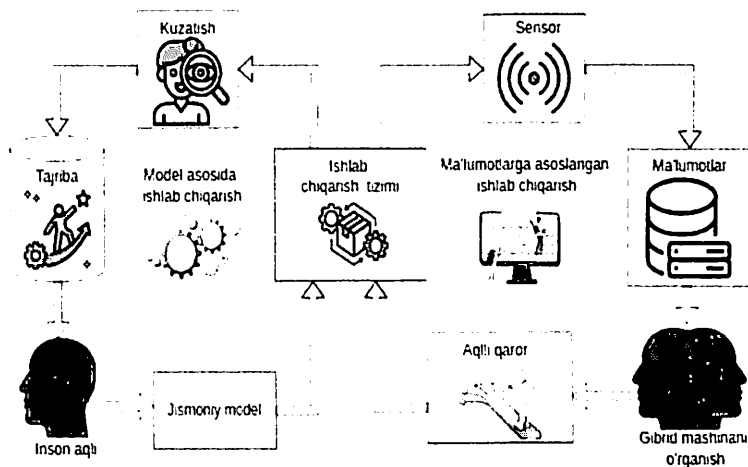 Kuzatish
Sensor
Tajriba
Model asosida
ishlab chiqarish
Ishlab
chiqarish tizimi
Ma'lumotlarga asoslangan
ishlab chiqarish
Ma'lumotlar
Aqlli qaror
Jismoniy model
Inson aqli
Gibrid mashinani
o'rganish